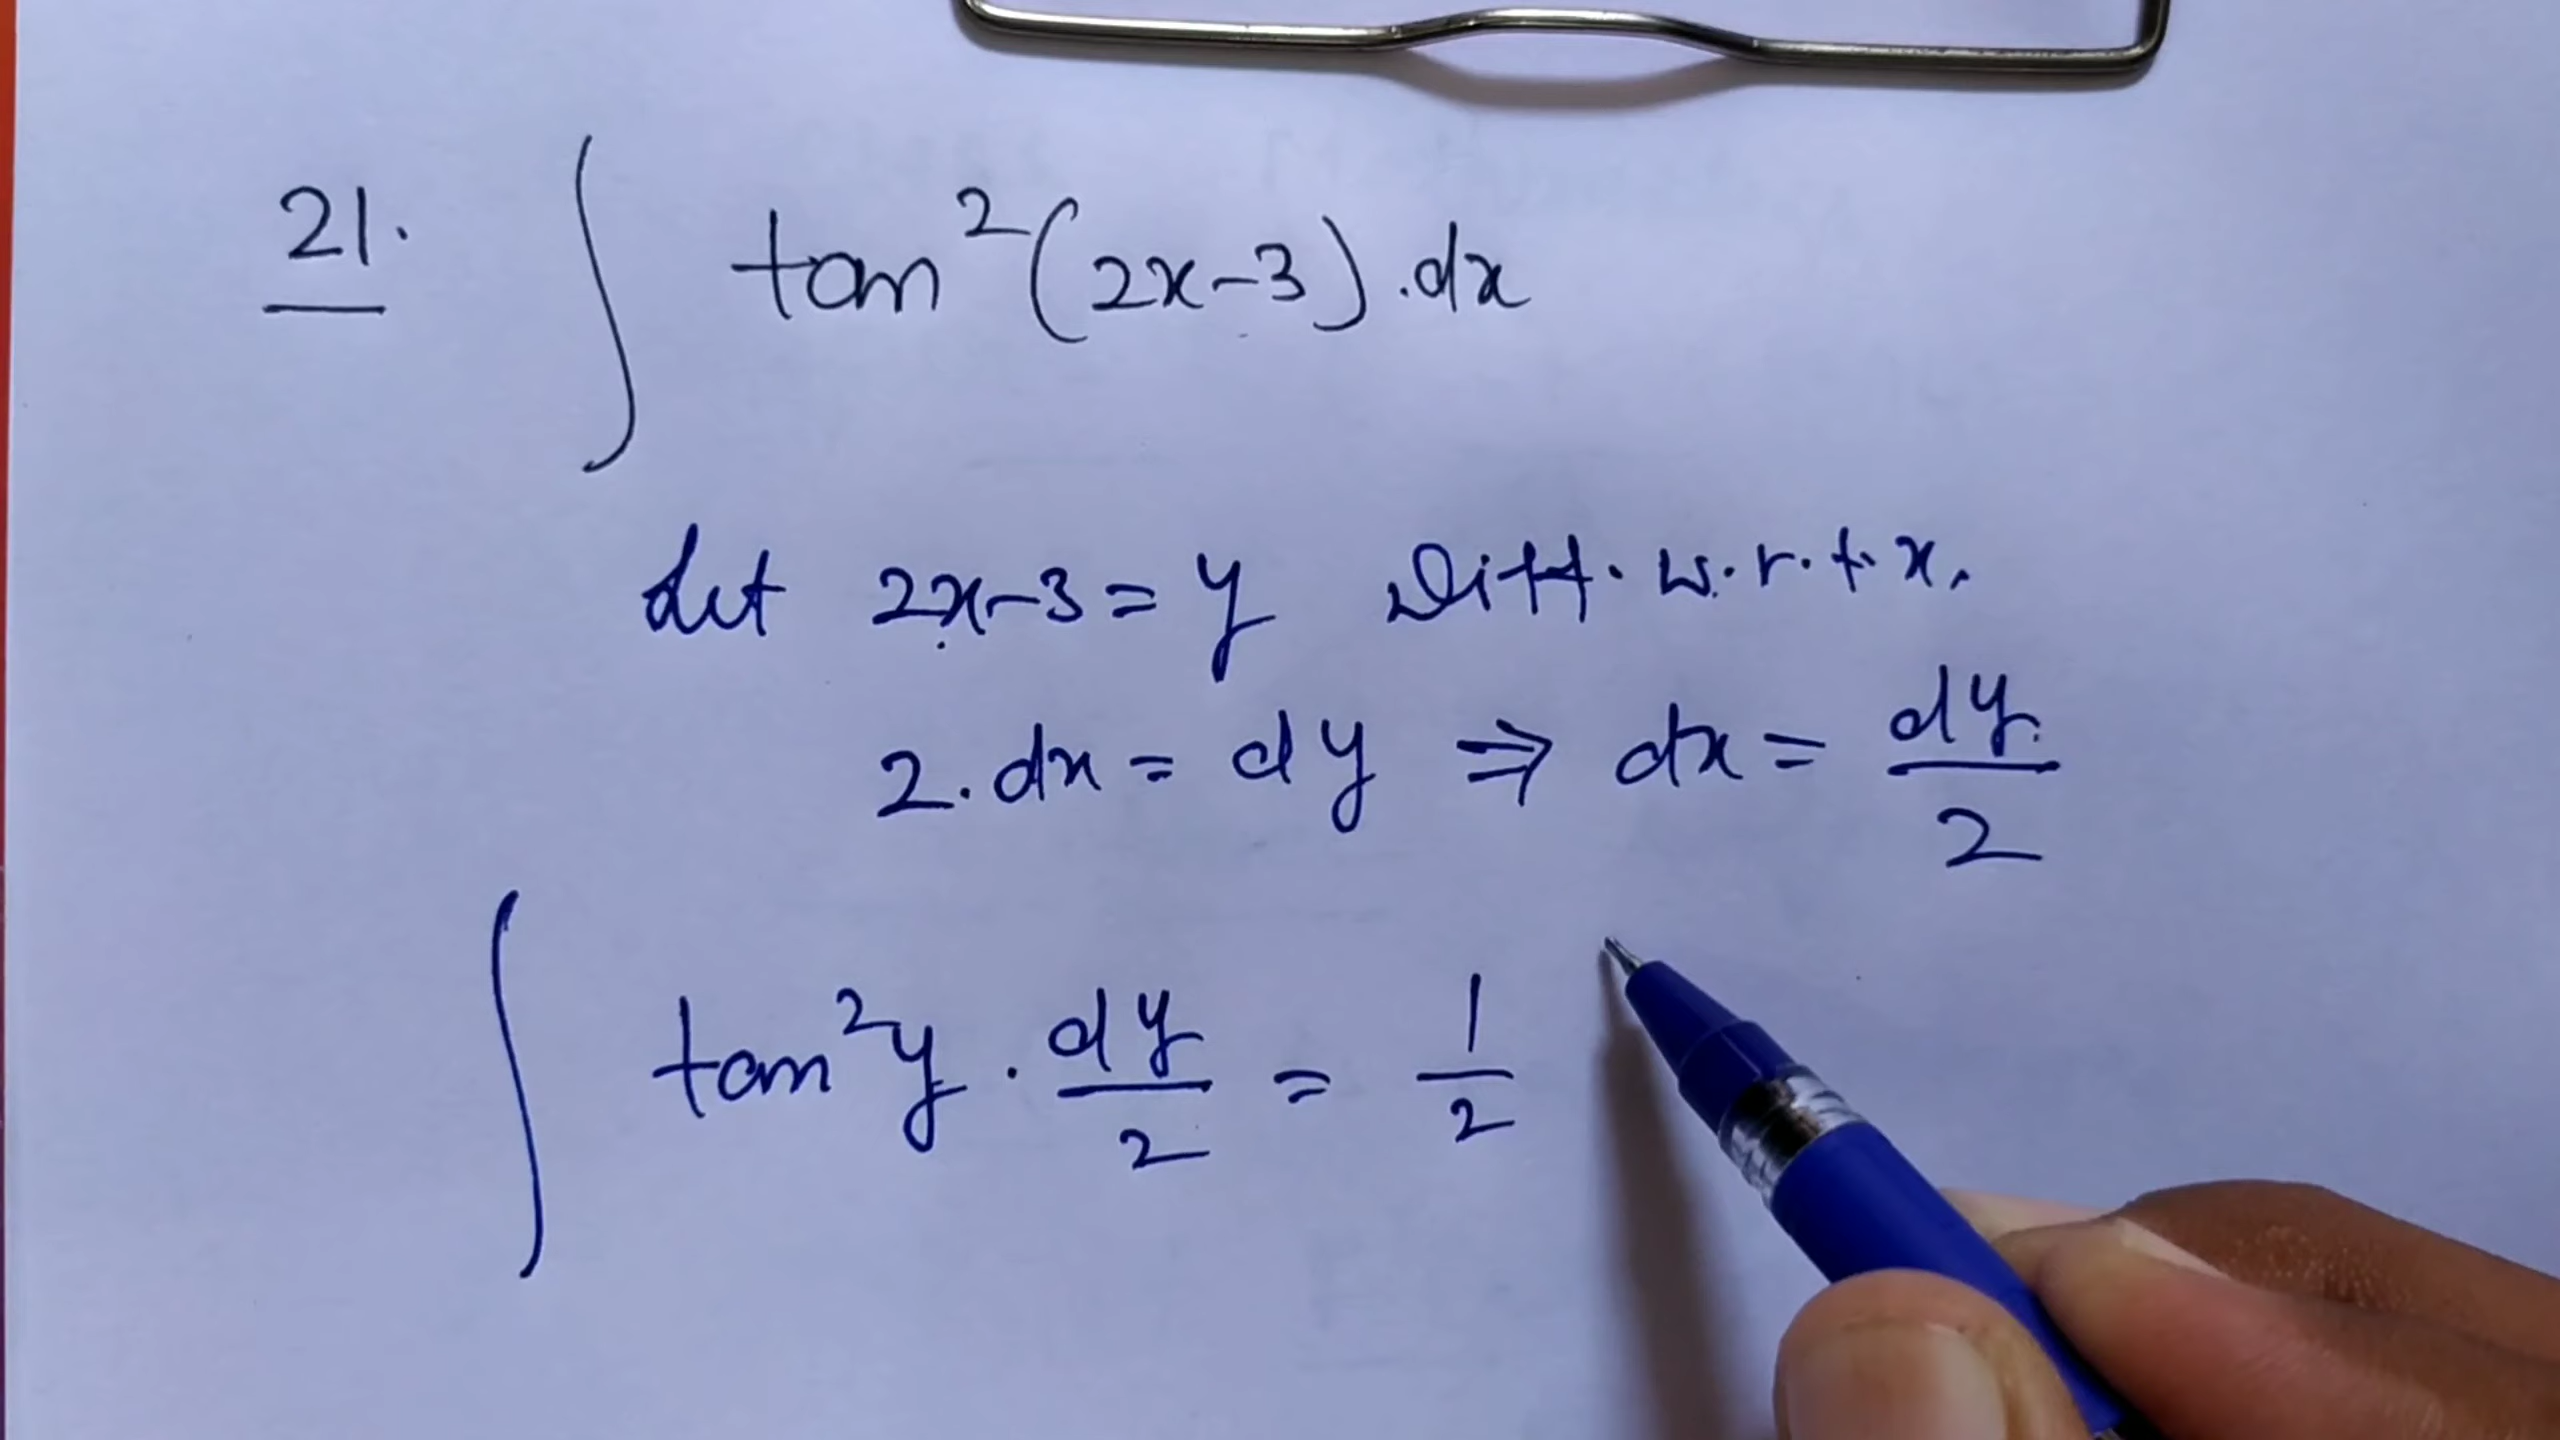 21. ∫ tan²(2x-3).dx
Let 2x-3=y Diff. w.r.t. x.
2.dx = dy ⇒ dx = dy/2
∫ tan²y . dy/2 = 1/2